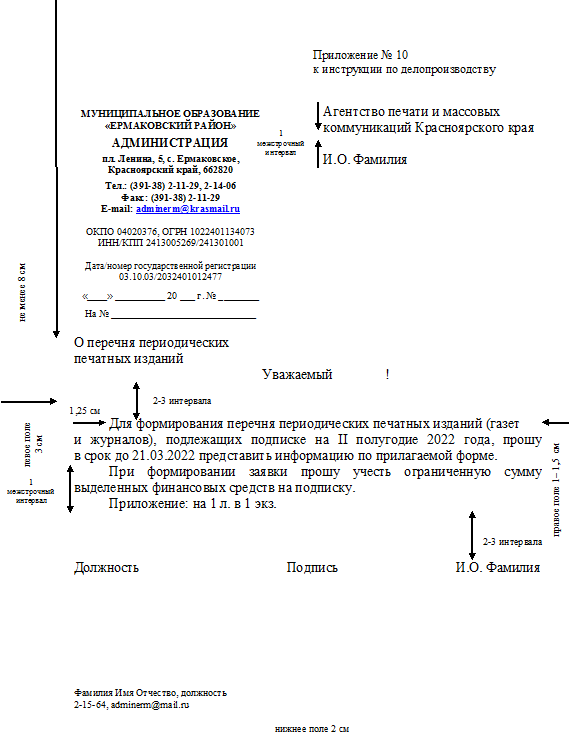 Приложение № 10
к инструкции по делопроизводству
МУНИЦИПАЛЬНОЕ ОБРАЗОВАНИЕ
«ЕРМАКОВСКИЙ РАЙОН»
АДМИНИСТРАЦИЯ
пл. Ленина, 5, с. Ермаковское,
Красноярский край, 662820
Тел.: (391-38) 2-11-29, 2-14-06
Факс: (391-38) 2-11-29
E-mail: adminerm@krasmail.ru
ОКПО 04020376, ОГРН 1022401134073
ИНН/КПП 2413005269/241301001
Дата/номер государственной регистрации
03.10.03/2032401012477
«____» ___________ 20 ___ г. № _________
На № ________________________________
1
межстрочный
интервал
Агентство печати и массовых
коммуникаций Красноярского края
И.О. Фамилия
не менее 8 см
О перечня периодических
печатных изданий
Уважаемый !
2-3 интервала
1,25 см
левое поле
3 см
Для формирования перечня периодических печатных изданий (газет
и журналов), подлежащих подписке на II полугодие 2022 года, прошу
в срок до 21.03.2022 представить информацию по прилагаемой форме.
При формировании заявки прошу учесть ограниченную сумму
выделенных финансовых средств на подписку.
Приложение: на 1 л. в 1 экз.
1
межстрочный
интервал
правое поле 1– 1,5 см
2-3 интервала
Должность Подпись И.О. Фамилия
Фамилия Имя Отчество, должность
2-15-64, adminerm@mail.ru
нижнее поле 2 см